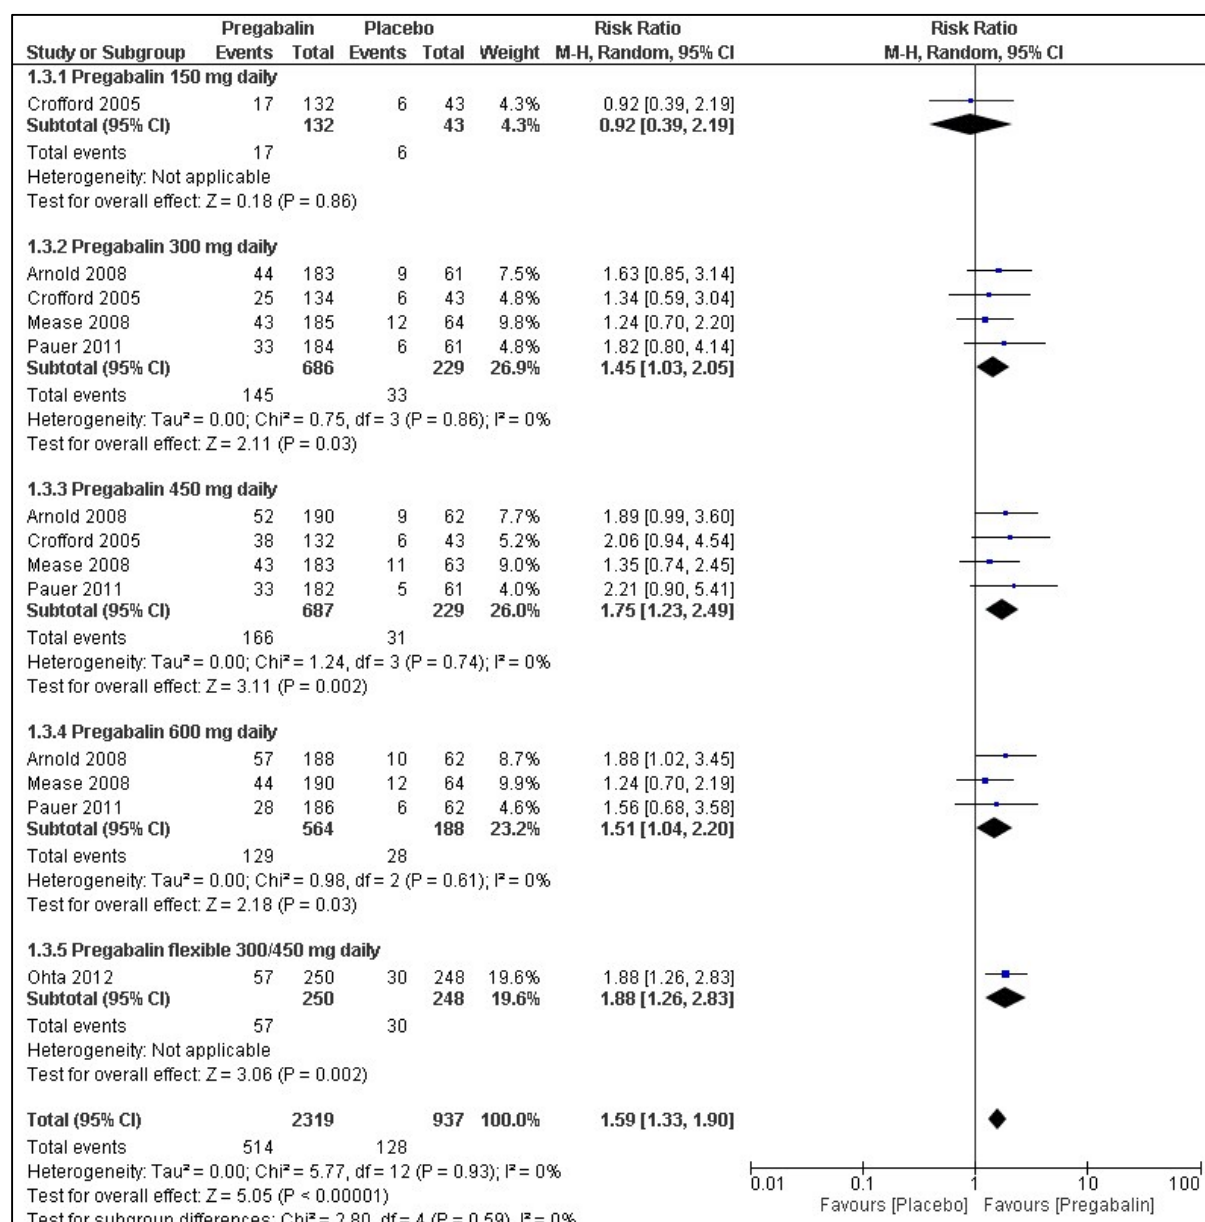 Pregabalin Placebo Risk Ratio Risk Ratio
Study or Subgroup Events Total Events Total Weight M-H, Random, 95% CI M-H, Random, 95% CI
1.3.1 Pregabalin 150 mg daily
Crofford 2005 17 132 6 43 4.3% 0.92 [0.39, 2.19]
Subtotal (95% CI) 132 43 4.3% 0.92 [0.39, 2.19]
Total events 17 6
Heterogeneity: Not applicable
Test for overall effect: Z = 0.18 (P = 0.86)
1.3.2 Pregabalin 300 mg daily
Arnold 2008 44 183 9 61 7.5% 1.63 [0.85, 3.14]
Crofford 2005 25 134 6 43 4.8% 1.34 [0.59, 3.04]
Mease 2008 43 185 12 64 9.8% 1.24 [0.70, 2.20]
Pauer 2011 33 184 6 61 4.8% 1.82 [0.80, 4.14]
Subtotal (95% CI) 686 229 26.9% 1.45 [1.03, 2.05]
Total events 145 33
Heterogeneity: Tau² = 0.00; Chi² = 0.75, df = 3 (P = 0.86); I² = 0%
Test for overall effect: Z = 2.11 (P = 0.03)
1.3.3 Pregabalin 450 mg daily
Arnold 2008 52 190 9 62 7.7% 1.89 [0.99, 3.60]
Crofford 2005 38 132 6 43 5.2% 2.06 [0.94, 4.54]
Mease 2008 43 183 11 63 9.0% 1.35 [0.74, 2.45]
Pauer 2011 33 182 5 61 4.0% 2.21 [0.90, 5.41]
Subtotal (95% CI) 687 229 26.0% 1.75 [1.23, 2.49]
Total events 166 31
Heterogeneity: Tau² = 0.00; Chi² = 1.24, df = 3 (P = 0.74); I² = 0%
Test for overall effect: Z = 3.11 (P = 0.002)
1.3.4 Pregabalin 600 mg daily
Arnold 2008 57 188 10 62 8.7% 1.88 [1.02, 3.45]
Mease 2008 44 190 12 64 9.9% 1.24 [0.70, 2.19]
Pauer 2011 28 186 6 62 4.6% 1.56 [0.68, 3.58]
Subtotal (95% CI) 564 188 23.2% 1.51 [1.04, 2.20]
Total events 129 28
Heterogeneity: Tau² = 0.00; Chi² = 0.98, df = 2 (P = 0.61); I² = 0%
Test for overall effect: Z = 2.18 (P = 0.03)
1.3.5 Pregabalin flexible 300/450 mg daily
Ohta 2012 57 250 30 248 19.6% 1.88 [1.26, 2.83]
Subtotal (95% CI) 250 248 19.6% 1.88 [1.26, 2.83]
Total events 57 30
Heterogeneity: Not applicable
Test for overall effect: Z = 3.06 (P = 0.002)
Total (95% CI) 2319 937 100.0% 1.59 [1.33, 1.90]
Total events 514 128
Heterogeneity: Tau² = 0.00; Chi² = 5.77, df = 12 (P = 0.93); I² = 0%
Test for overall effect: Z = 5.05 (P < 0.00001)
Test for subgroup differences: Chi² = 2.80, df = 4 (P = 0.59), I² = 0%
0.01 0.1 1 10 100
Favours [Placebo] Favours [Pregabalin]